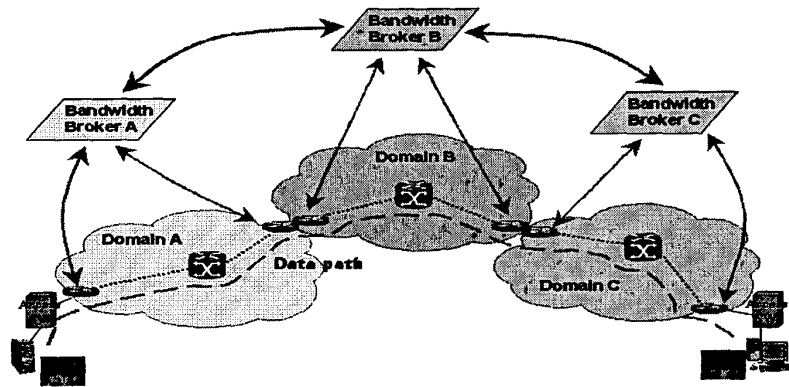 Bandwidth
Broker B
Bandwidth
Broker A
Bandwidth
Broker C
Domain B
Domain A
Data path
Domain C